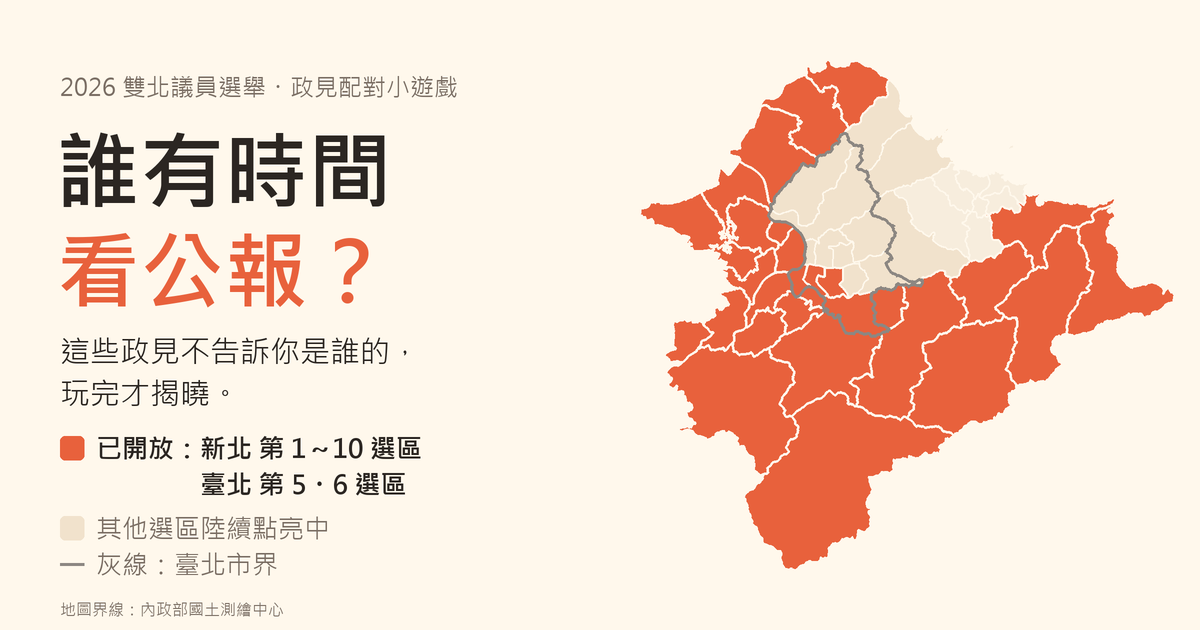 2026 雙北議員選舉·政見配對小遊戲
誰有時間
看公報？
這些政見不告訴你是誰的，
玩完才揭曉。
已開放：新北 第 1~10 選區
臺北 第 5·6 選區
其他選區陸續點亮中
灰線：臺北市界
地圖界線：內政部國土測繪中心